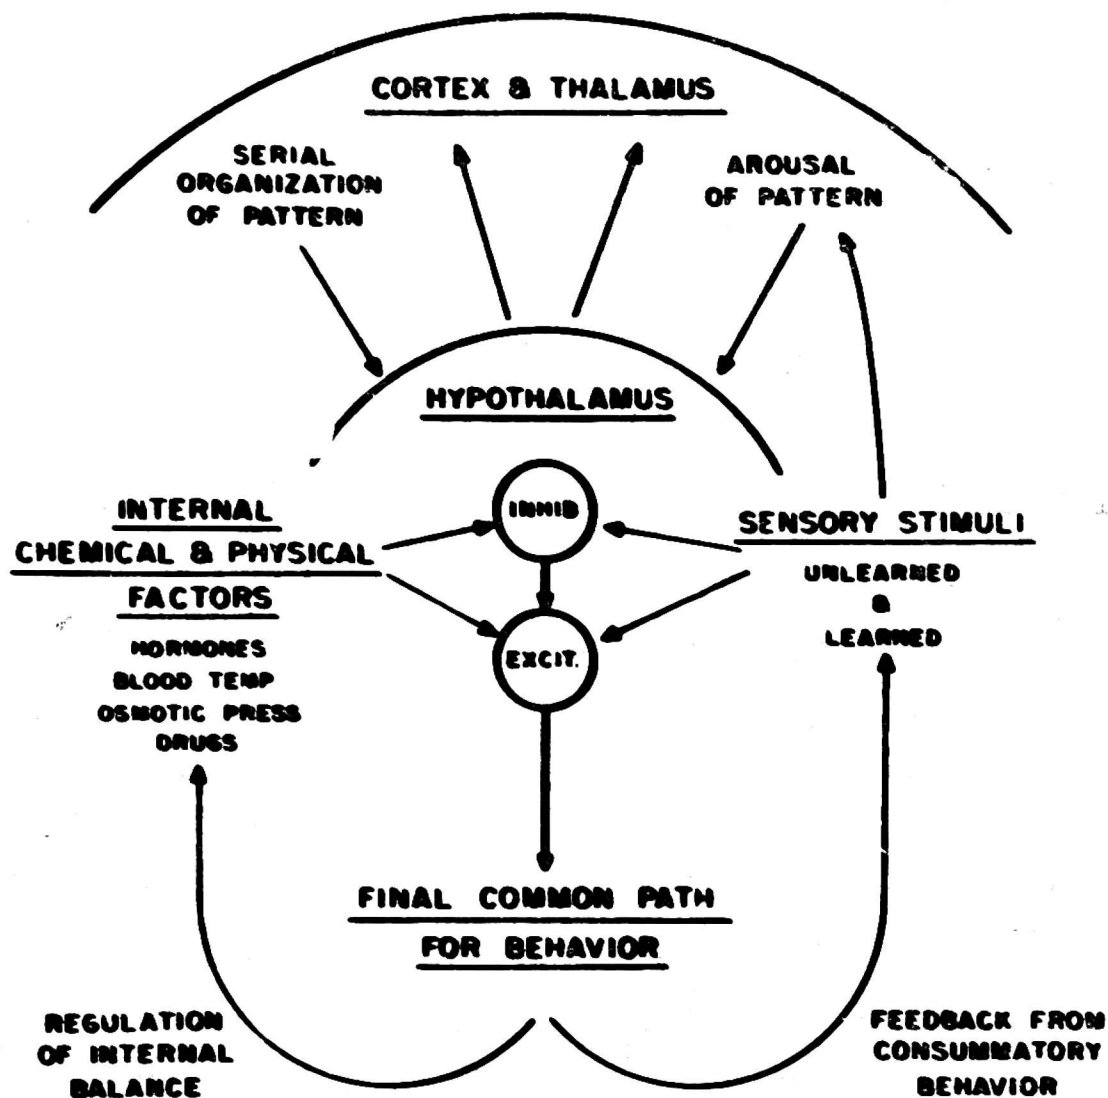 CORTEX & THALAMUS
SERIAL
ORGANIZATION
OF PATTERN
AROUSAL
OF PATTERN
HYPOTHALAMUS
INHIB
INTERNAL
CHEMICAL & PHYSICAL
FACTORS
HORMONES
BLOOD TEMP
OSMOTIC PRESS
DRUGS
SENSORY STIMULI
UNLEARNED
&
LEARNED
EXCIT.
FINAL COMMON PATH
FOR BEHAVIOR
REGULATION
OF INTERNAL
BALANCE
FEEDBACK FROM
CONSUMMATORY
BEHAVIOR